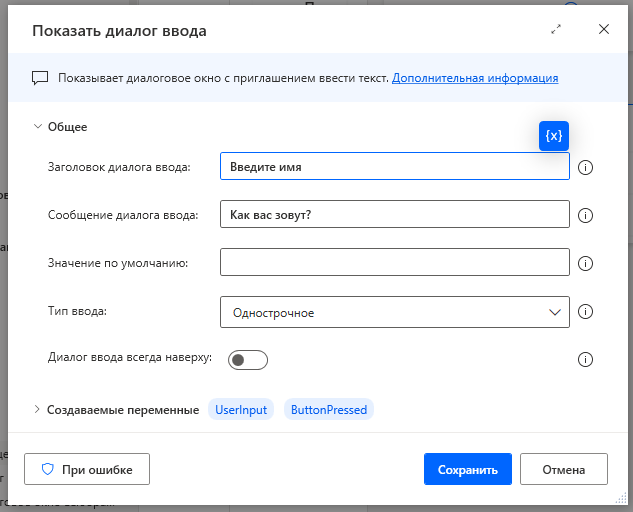 Показать диалог ввода
Показывает диалоговое окно с приглашением ввести текст. Дополнительная информация
Общее
{x}
Заголовок диалога ввода: Введите имя
Сообщение диалога ввода: Как вас зовут?
Значение по умолчанию:
Тип ввода: Однострочное
Диалог ввода всегда наверху:
Создаваемые переменные UserInput ButtonPressed
При ошибке Сохранить Отмена